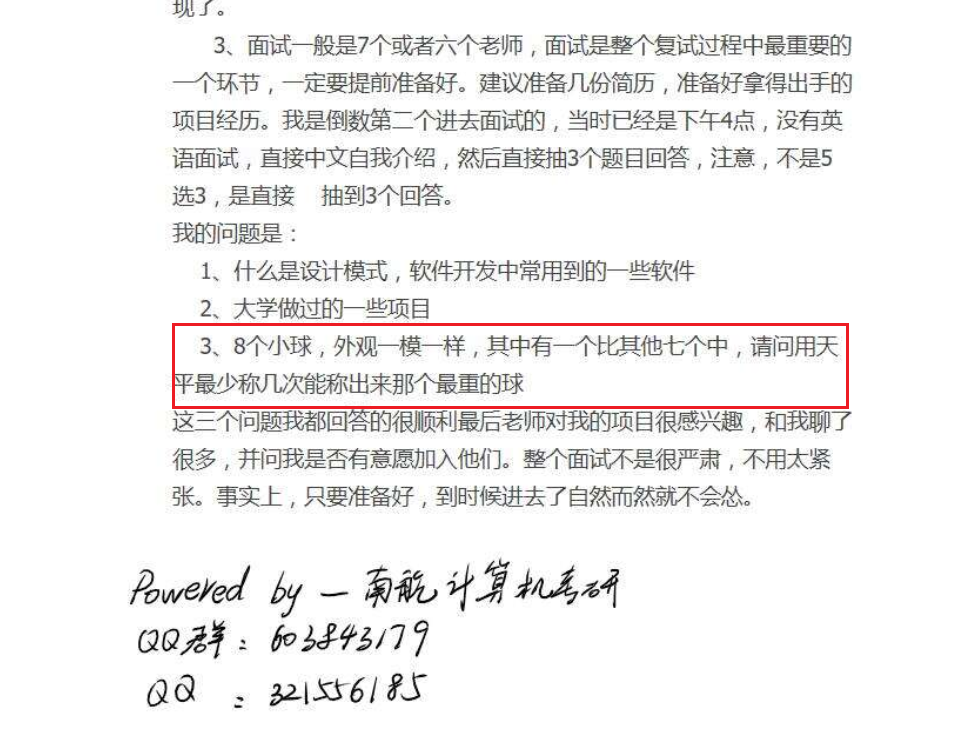 现了。
3、面试一般是7个或者六个老师，面试是整个复试过程中最重要的
一个环节，一定要提前准备好。建议准备几份简历，准备好拿得出手的
项目经历。我是倒数第二个进去面试的，当时已经是下午4点，没有英
语面试，直接中文自我介绍，然后直接抽3个题目回答，注意，不是5
选3，是直接 抽到3个回答。
我的问题是：
1、什么是设计模式，软件开发中常用到的一些软件
2、大学做过的一些项目
3、8个小球，外观一模一样，其中有一个比其他七个中，请问用天
平最少称几次能称出来那个最重的球
这三个问题我都回答的很顺利最后老师对我的项目很感兴趣，和我聊了
很多，并问我是否有意愿加入他们。整个面试不是很严肃，不用太紧
张。事实上，只要准备好，到时候进去了自然而然就不会怂。
Powered by — 南航计算机考研
QQ群：603843179
QQ ：321556185